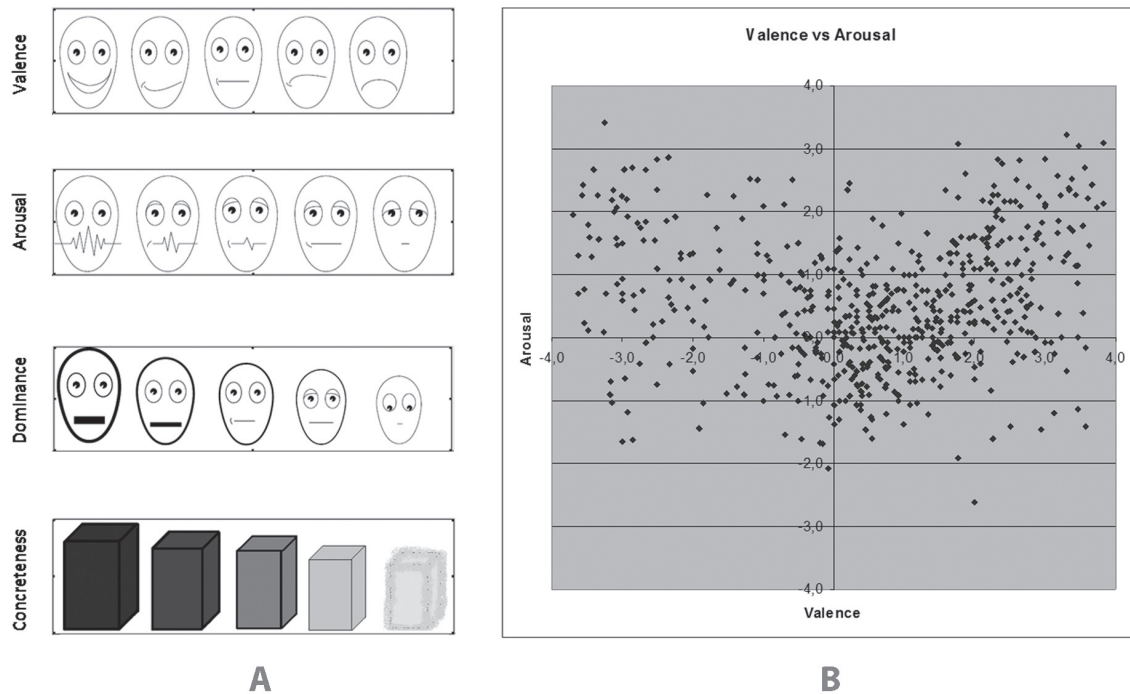 Valence
Arousal
Dominance
Concreteness
A
Valence vs Arousal
4,0
3,0
2,0
1,0
0,0
-4,0 -3,0 -2,0 -1,0 0,0 1,0 2,0 3,0 4,0
-1,0
-2,0
-3,0
-4,0
Arousal
Valence
B